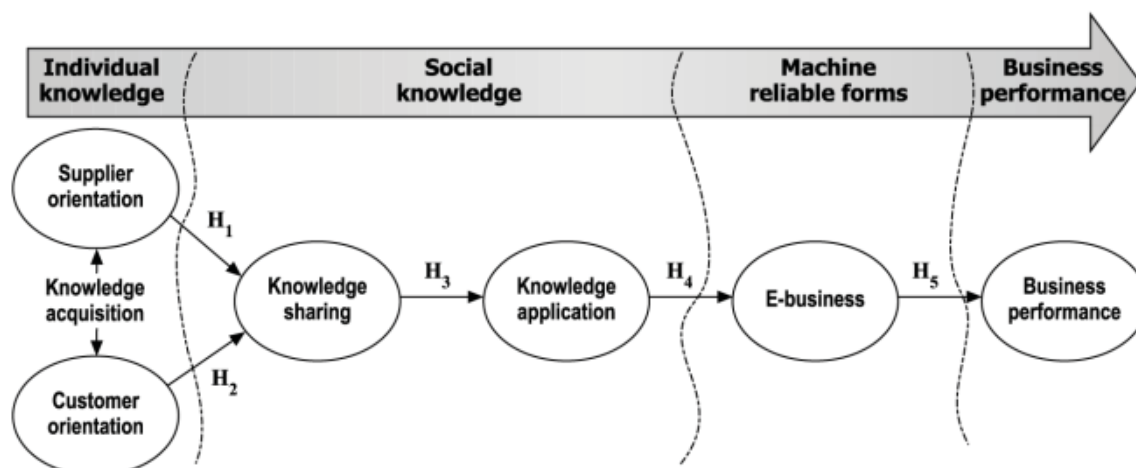 Individual
knowledge
Social
knowledge
Machine
reliable forms
Business
performance
Supplier
orientation
H1
Knowledge
acquisition
Knowledge
sharing
H3
Knowledge
application
H4
E-business
H5
Business
performance
H2
Customer
orientation